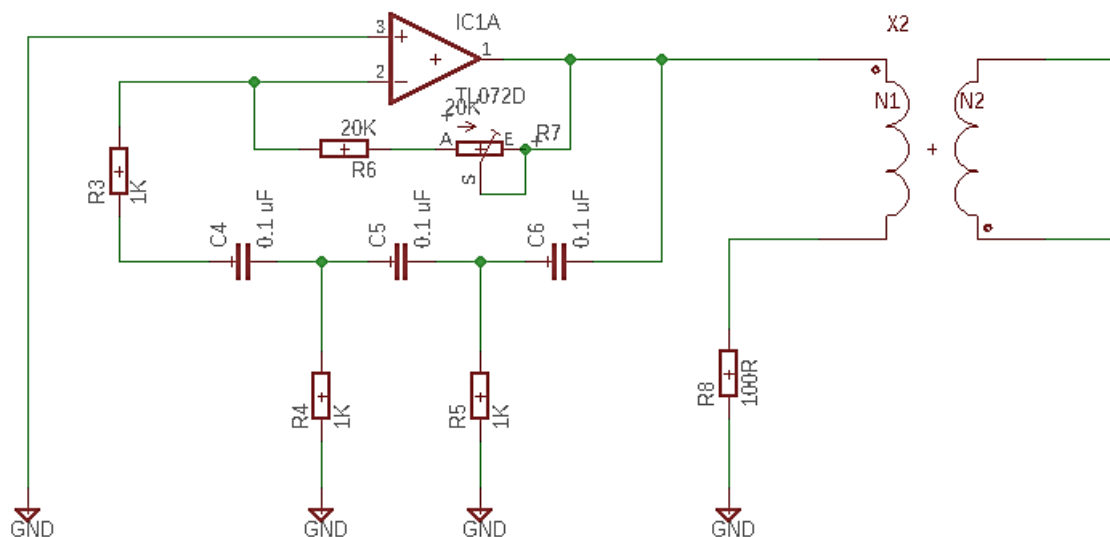 IC1A
X2
3
1
2
TL072D
20K
N1
N2
20K
A
E
R7
R6
S
R3
1K
C4
0.1 uF
C5
0.1 uF
C6
0.1 uF
R4
1K
R5
1K
R8
100R
GND
GND
GND
GND